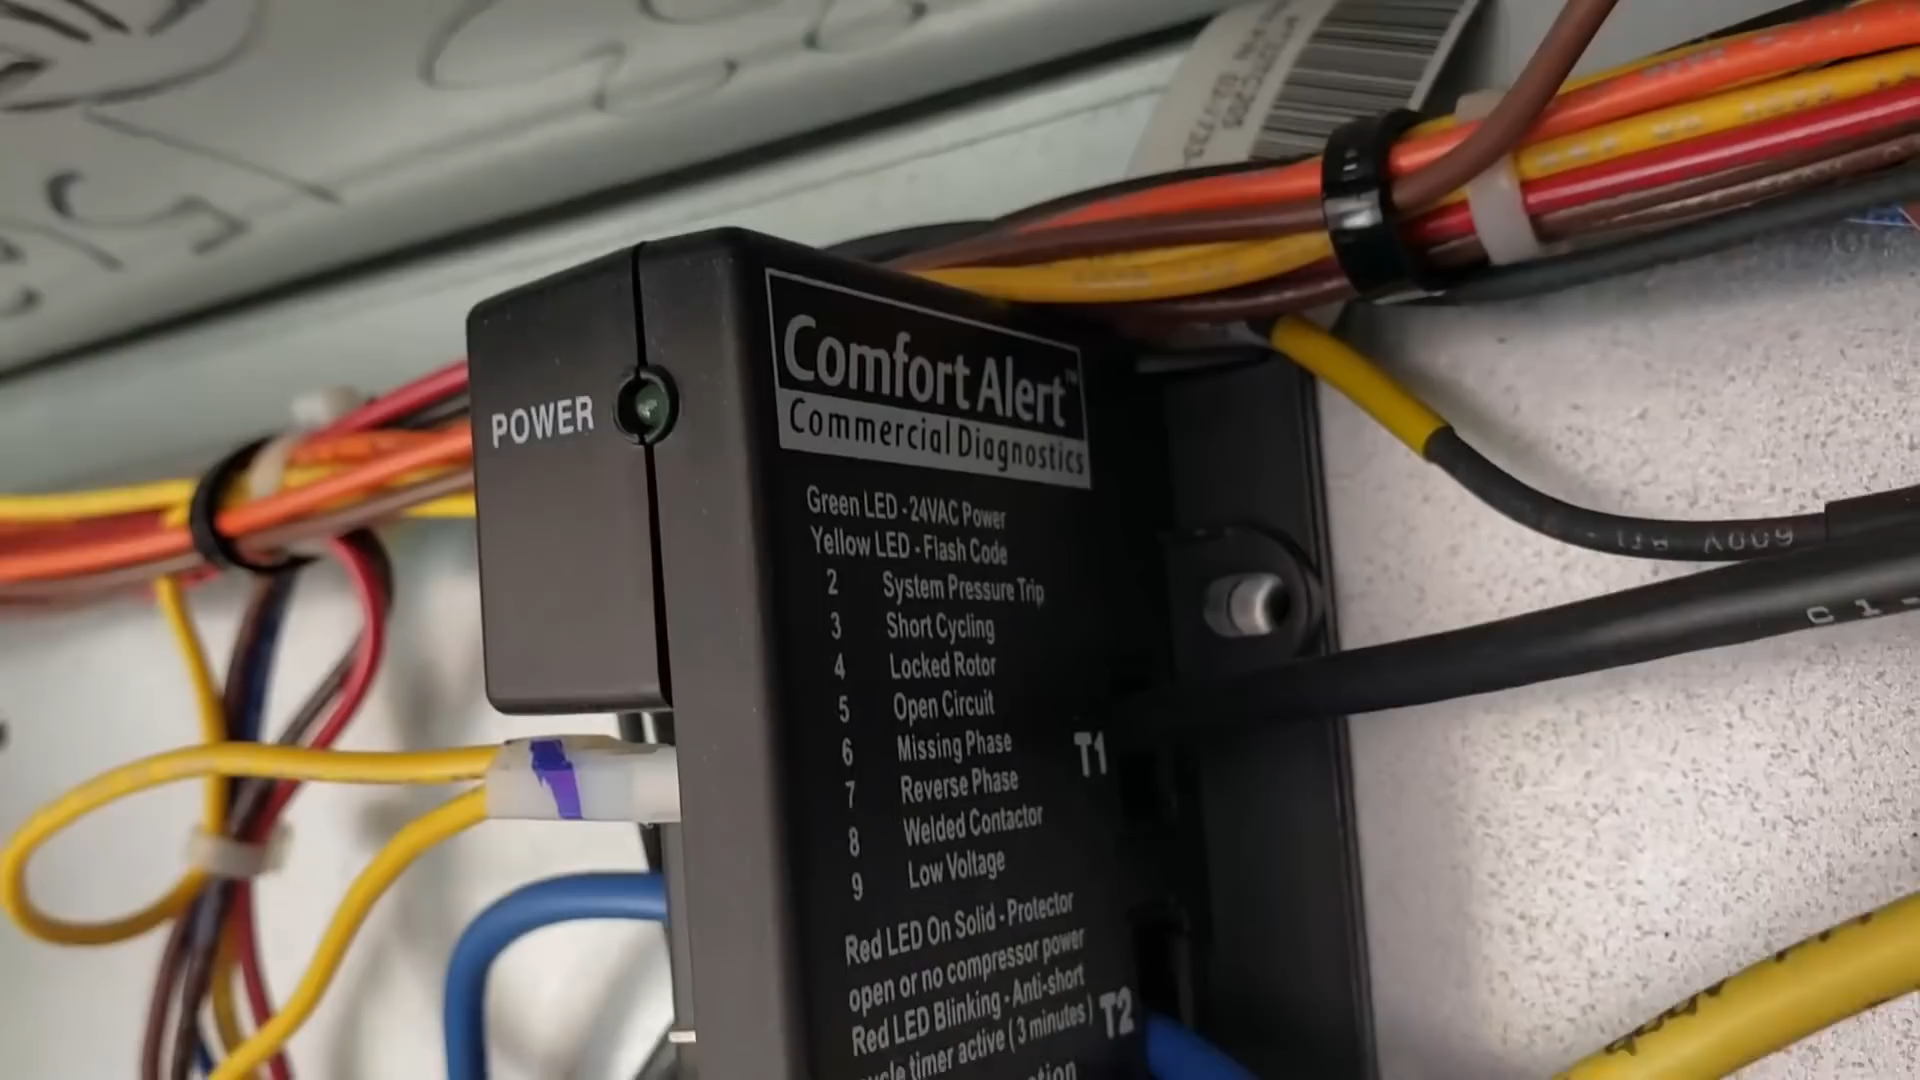 POWER
Comfort Alert™
Commercial Diagnostics
Green LED - 24VAC Power
Yellow LED - Flash Code
2 System Pressure Trip
3 Short Cycling
4 Locked Rotor
5 Open Circuit
6 Missing Phase
7 Reverse Phase
8 Welded Contactor
9 Low Voltage
Red LED On Solid - Protector
open or no compressor power
Red LED Blinking - Anti-short
timer active ( 3 minutes )
T1
T2
600V